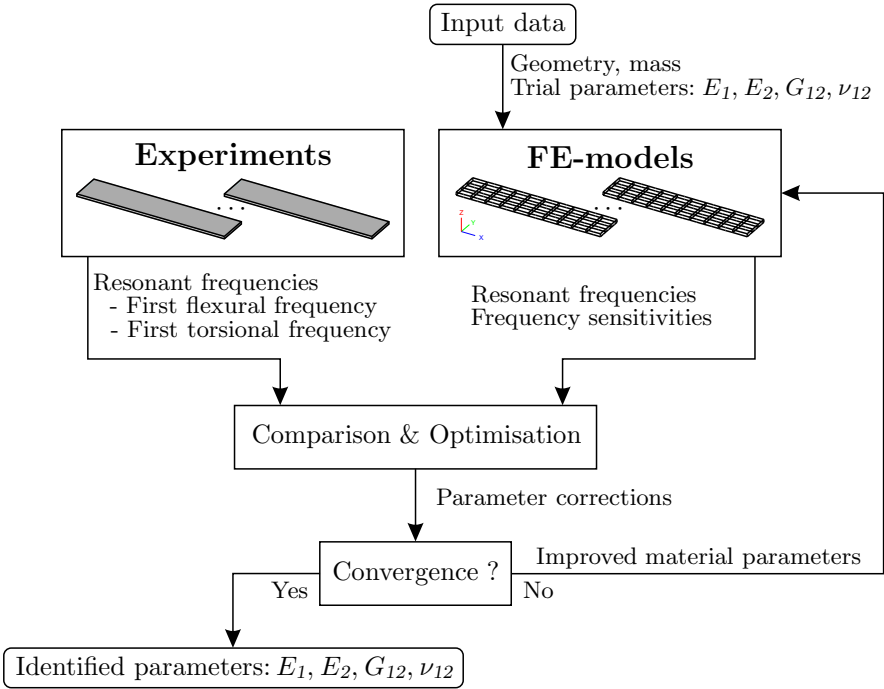 Input data
Geometry, mass
Trial parameters: E₁, E₂, G₁₂, ν₁₂
Experiments
. . .
FE-models
. . .
Z
Y
X
Resonant frequencies
- First flexural frequency
- First torsional frequency
Resonant frequencies
Frequency sensitivities
Comparison & Optimisation
Parameter corrections
Convergence ?
Improved material parameters
Yes
No
Identified parameters: E₁, E₂, G₁₂, ν₁₂